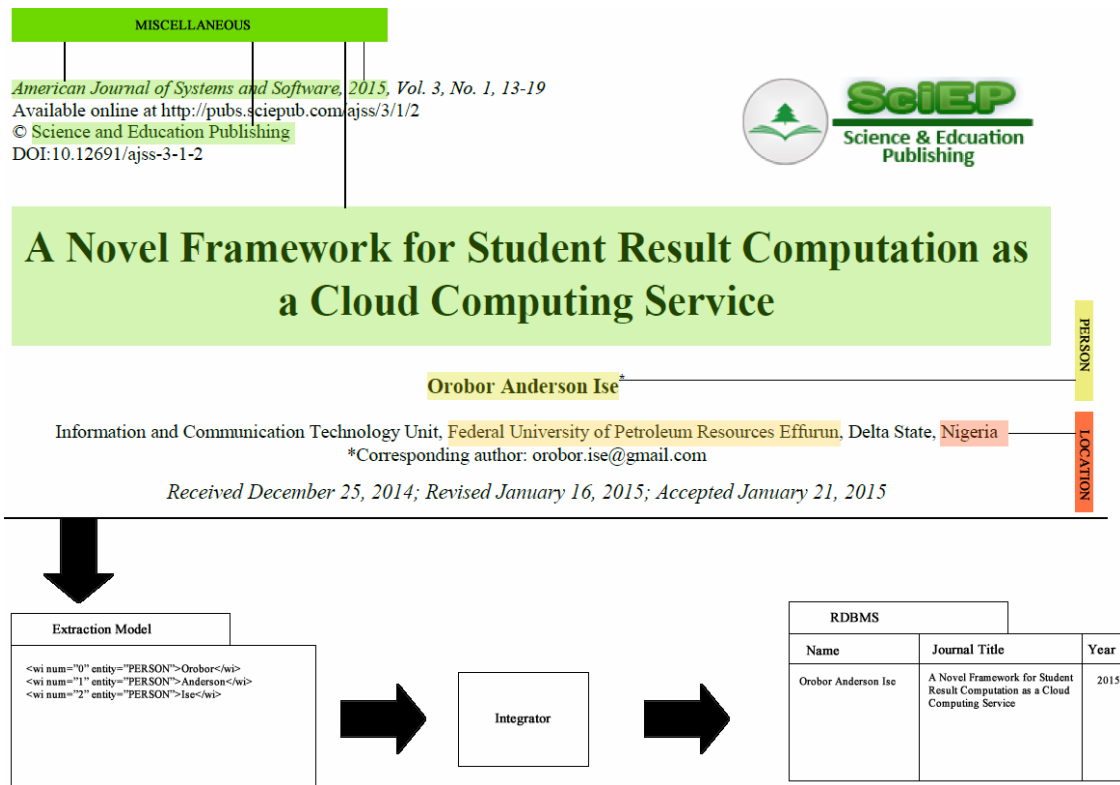 MISCELLANEOUS
American Journal of Systems and Software, 2015, Vol. 3, No. 1, 13-19
Available online at http://pubs.sciepub.com/ajss/3/1/2
© Science and Education Publishing
DOI:10.12691/ajss-3-1-2
SciEP
Science & Edcuation
Publishing
A Novel Framework for Student Result Computation as
a Cloud Computing Service
PERSON
Orobor Anderson Ise*
Information and Communication Technology Unit, Federal University of Petroleum Resources Effurun, Delta State, Nigeria
LOCATION
*Corresponding author: orobor.ise@gmail.com
Received December 25, 2014; Revised January 16, 2015; Accepted January 21, 2015
Extraction Model
<wi num="0" entity="PERSON">Orobor</wi>
<wi num="1" entity="PERSON">Anderson</wi>
<wi num="2" entity="PERSON">Ise</wi>
Integrator
RDBMS
Name Journal Title Year
Orobor Anderson Ise A Novel Framework for Student 2015
Result Computation as a Cloud
Computing Service